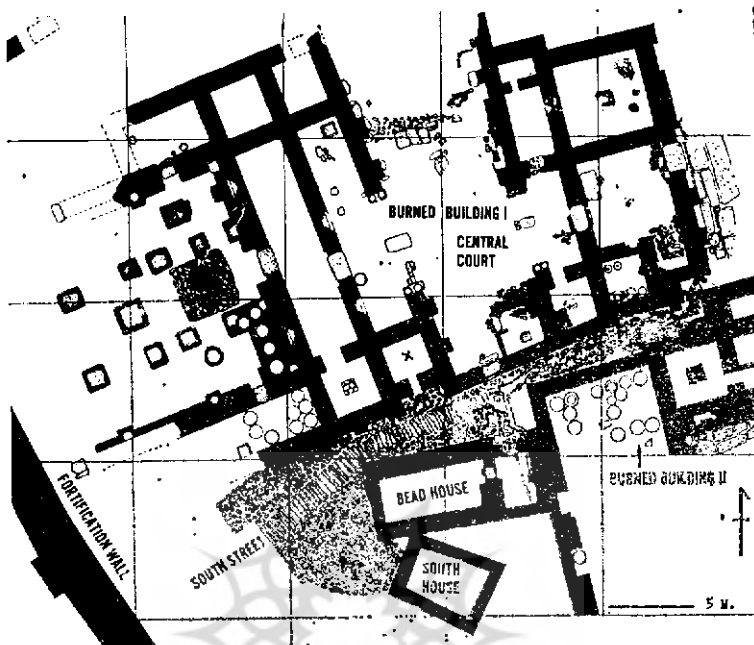 BURNED BUILDING I
CENTRAL
COURT
FORTIFICATION WALL
SOUTH STREET
BEAD HOUSE
SOUTH
HOUSE
BURNED BUILDING II
5 M.